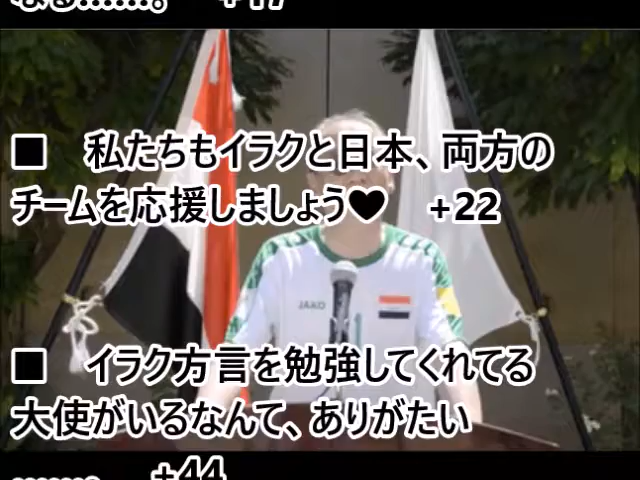 +17
■　私たちもイラクと日本、両方の
チームを応援しましょう♥　+22
JAKO
■　イラク方言を勉強してくれてる
大使がいるなんて、ありがたい
………。　+44